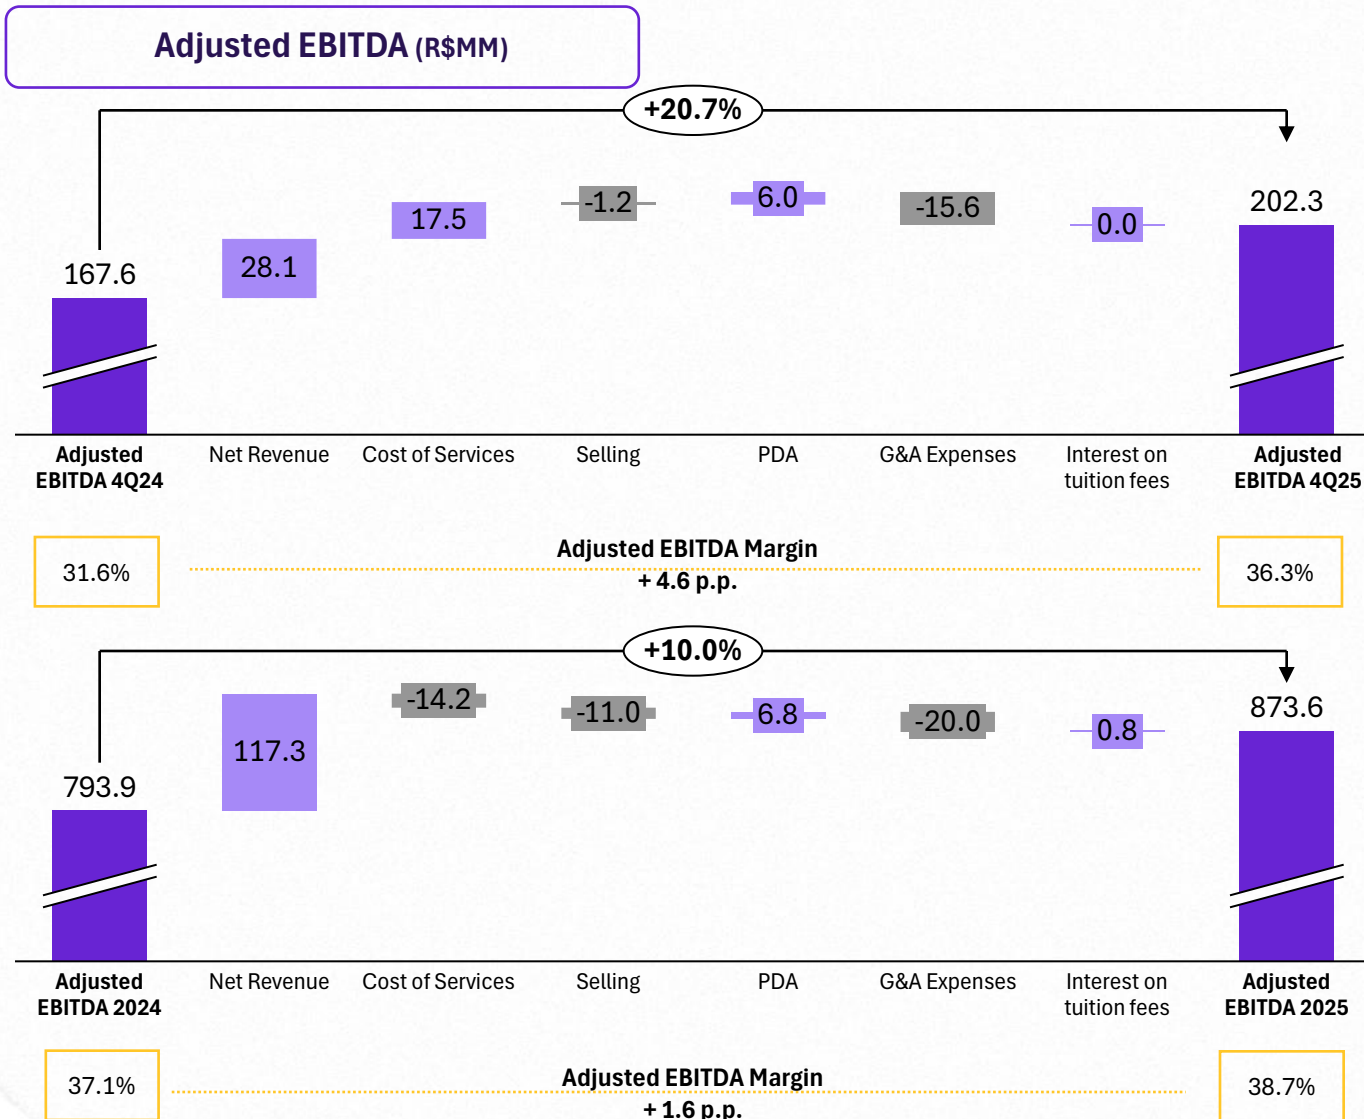 Adjusted EBITDA (R$MM)
+20.7%
167.6
28.1
17.5
-1.2
6.0
-15.6
0.0
202.3
Adjusted
EBITDA 4Q24
Net Revenue
Cost of Services
Selling
PDA
G&A Expenses
Interest on
tuition fees
Adjusted
EBITDA 4Q25
31.6%
Adjusted EBITDA Margin
+ 4.6 p.p.
36.3%
+10.0%
793.9
117.3
-14.2
-11.0
6.8
-20.0
0.8
873.6
Adjusted
EBITDA 2024
Net Revenue
Cost of Services
Selling
PDA
G&A Expenses
Interest on
tuition fees
Adjusted
EBITDA 2025
37.1%
Adjusted EBITDA Margin
+ 1.6 p.p.
38.7%